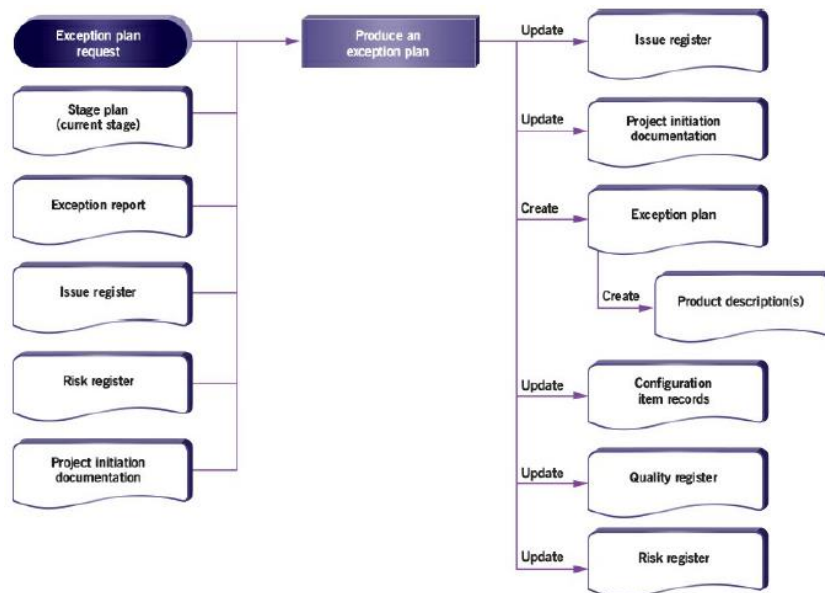 Exception plan
request
Stage plan
(current stage)
Exception report
Issue register
Risk register
Project initiation
documentation
Produce an
exception plan
Update
Issue register
Update
Project initiation
documentation
Create
Exception plan
Create
Product description(s)
Update
Configuration
item records
Update
Quality register
Update
Risk register